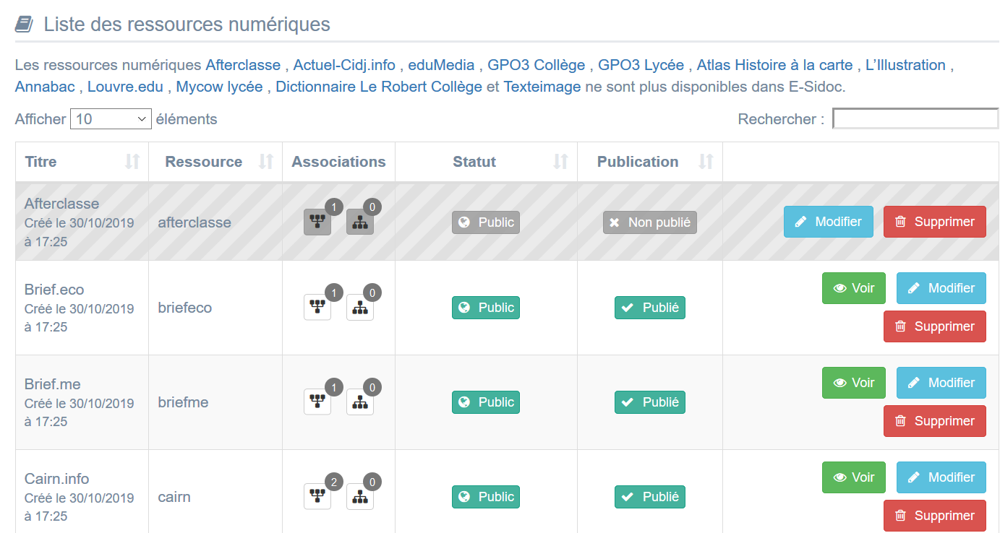 Liste des ressources numériques
Les ressources numériques Afterclasse , Actuel-Cidj.info , eduMedia , GPO3 Collège , GPO3 Lycée , Atlas Histoire à la carte , L'Illustration ,
Annabac , Louvre.edu , Mycow lycée , Dictionnaire Le Robert Collège et Texteimage ne sont plus disponibles dans E-Sidoc.
Afficher 10 éléments Rechercher :
Titre Ressource Associations Statut Publication
Afterclasse
Créé le 30/10/2019
à 17:25
afterclasse 1 0 Public Non publié Modifier Supprimer
Brief.eco
Créé le 30/10/2019
à 17:25
briefeco 1 0 Public Publié Voir Modifier
Supprimer
Brief.me
Créé le 30/10/2019
à 17:25
briefme 1 0 Public Publié Voir Modifier
Supprimer
Cairn.info
Créé le 30/10/2019
à 17:25
cairn 2 0 Public Publié Voir Modifier
Supprimer